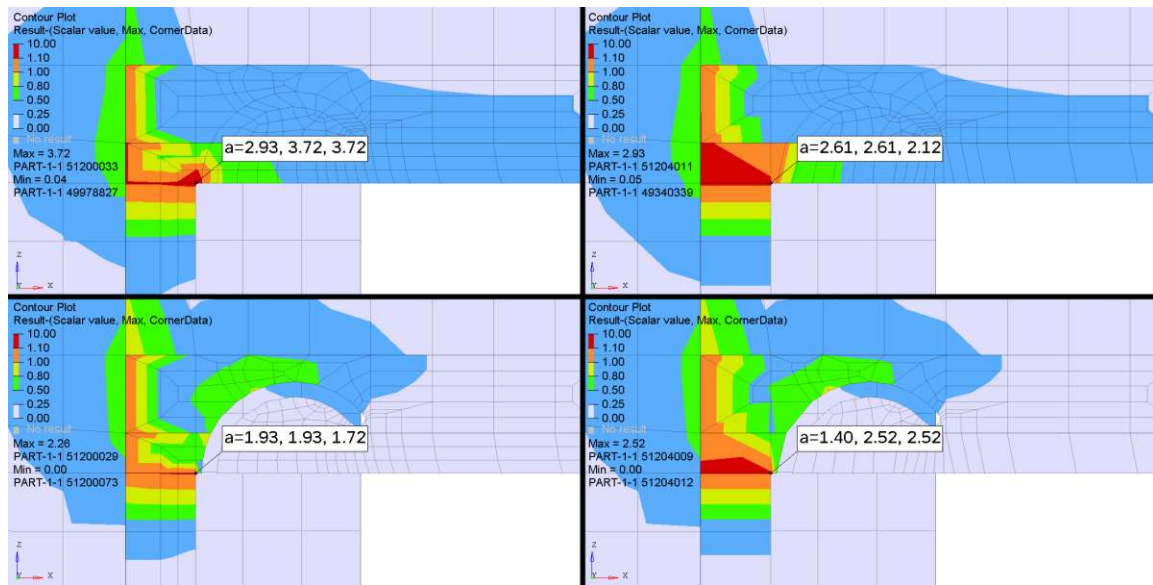 Contour Plot
Result-(Scalar value, Max, CornerData)
10.00
1.10
1.00
0.80
0.50
0.25
0.00
No result
Max = 3.72
PART-1-1 51200033
Min = 0.04
PART-1-1 49978827
a=2.93, 3.72, 3.72
Z
Y
X
Contour Plot
Result-(Scalar value, Max, CornerData)
10.00
1.10
1.00
0.80
0.50
0.25
0.00
No result
Max = 2.93
PART-1-1 51204011
Min = 0.05
PART-1-1 49340339
a=2.61, 2.61, 2.12
Z
Y
X
Contour Plot
Result-(Scalar value, Max, CornerData)
10.00
1.10
1.00
0.80
0.50
0.25
0.00
No result
Max = 2.26
PART-1-1 51200029
Min = 0.00
PART-1-1 51200073
a=1.93, 1.93, 1.72
Z
Y
X
Contour Plot
Result-(Scalar value, Max, CornerData)
10.00
1.10
1.00
0.80
0.50
0.25
0.00
No result
Max = 2.52
PART-1-1 51204009
Min = 0.00
PART-1-1 51204012
a=1.40, 2.52, 2.52
Z
Y
X